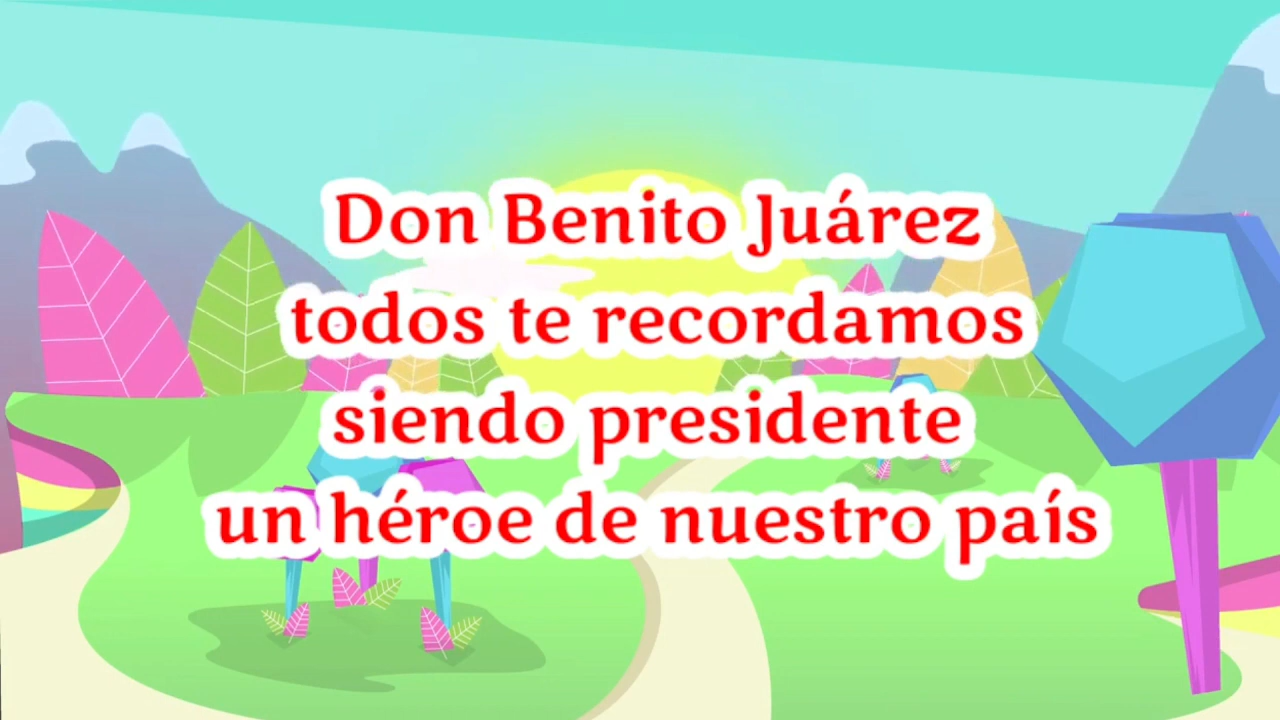 Don Benito Juárez
todos te recordamos
siendo presidente
un héroe de nuestro país